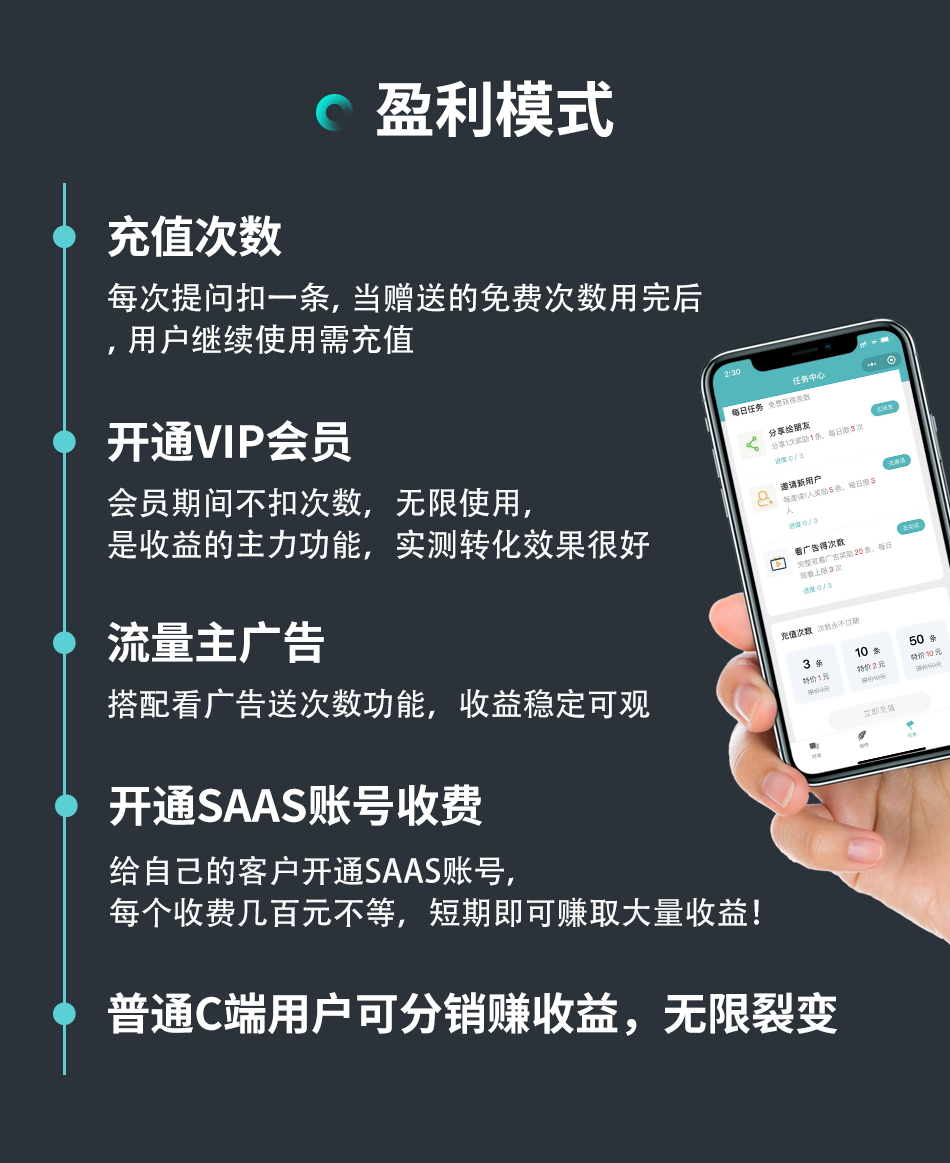 盈利模式
充值次数
每次提问扣一条, 当赠送的免费次数用完后
, 用户继续使用需充值
开通VIP会员
会员期间不扣次数, 无限使用,
是收益的主力功能, 实测转化效果很好
流量主广告
搭配看广告送次数功能, 收益稳定可观
开通SAAS账号收费
给自己的客户开通SAAS账号,
每个收费几百元不等, 短期即可赚取大量收益!
普通C端用户可分销赚收益，无限裂变
2:30
任务中心
每日任务 免费获得条数
分享给朋友
分享1次奖励1条，每日限3次
进度 0 / 3
邀请新用户
每邀请1人奖励5条，每日限3
人
进度 0 / 3
看广告得次数
完整观看广告奖励20条，每日
观看上限3次
进度 0 / 3
充值次数 次数永不过期
3 条 10 条 50 条
特价1元 特价2元 特价10元
原价3元 原价10元 原价50元
立即充值
任务